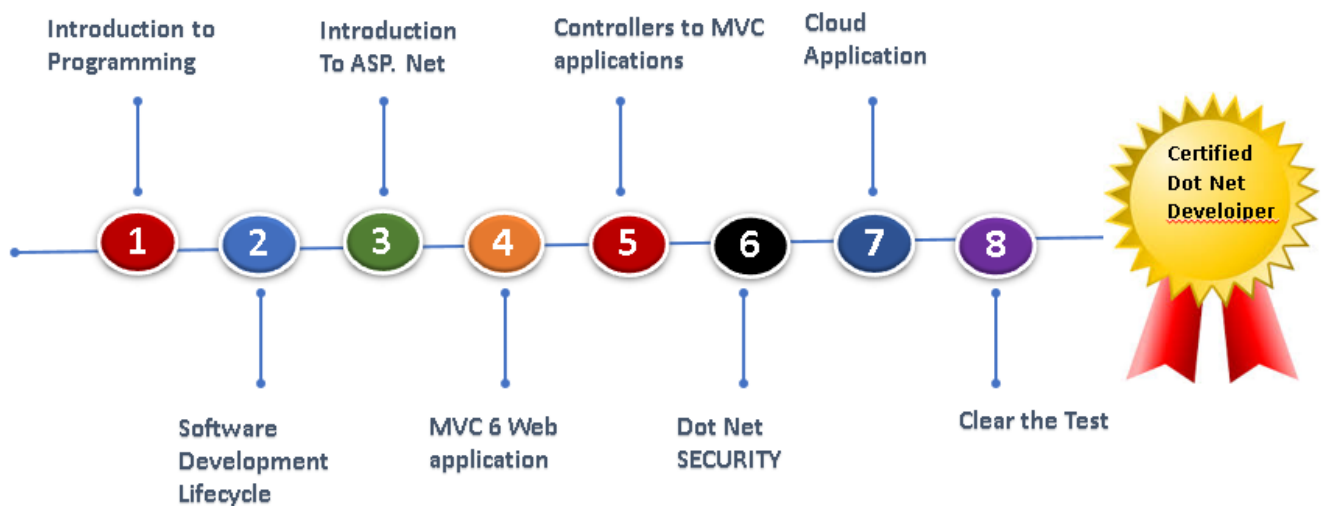 Introduction to
Programming
Introduction
To ASP. Net
Controllers to MVC
applications
Cloud
Application
Certified
Dot Net
Develoiper
1
2
3
4
5
6
7
8
Software
Development
Lifecycle
MVC 6 Web
application
Dot Net
SECURITY
Clear the Test